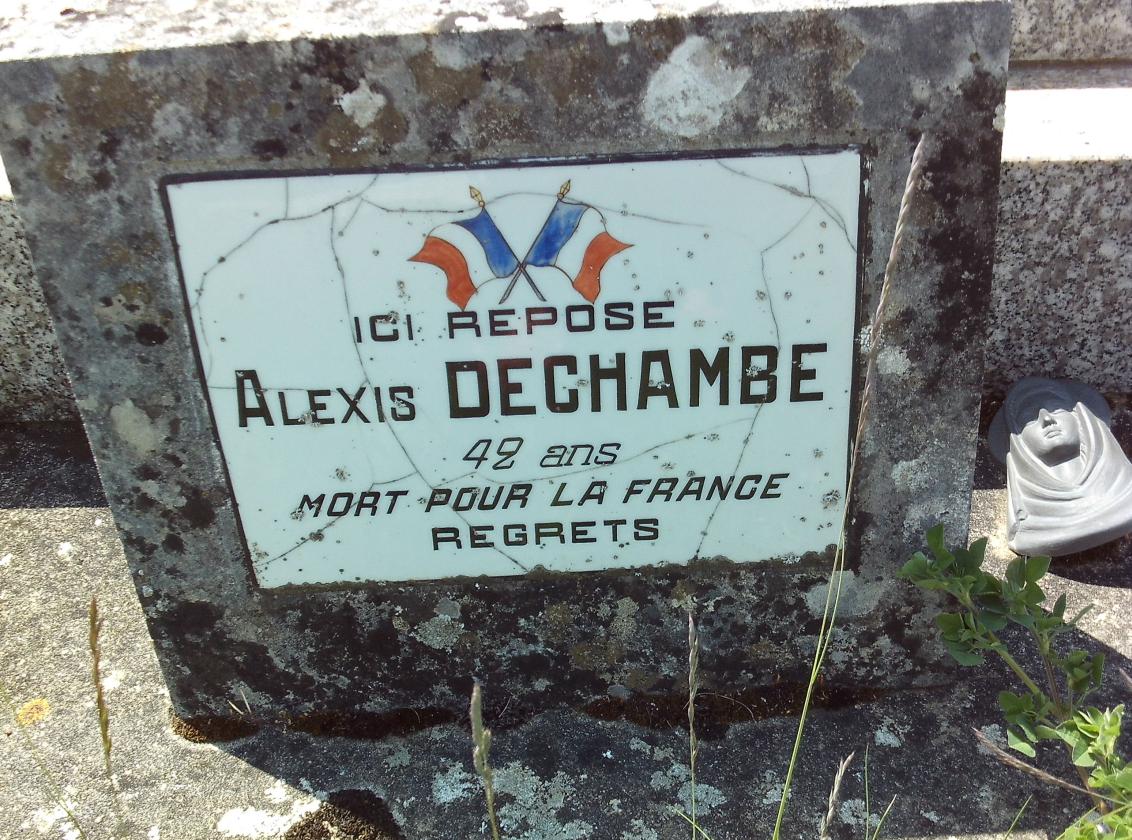 ICI REPOSE
ALEXIS DECHAMBE
42 ans
MORT POUR LA FRANCE
REGRETS